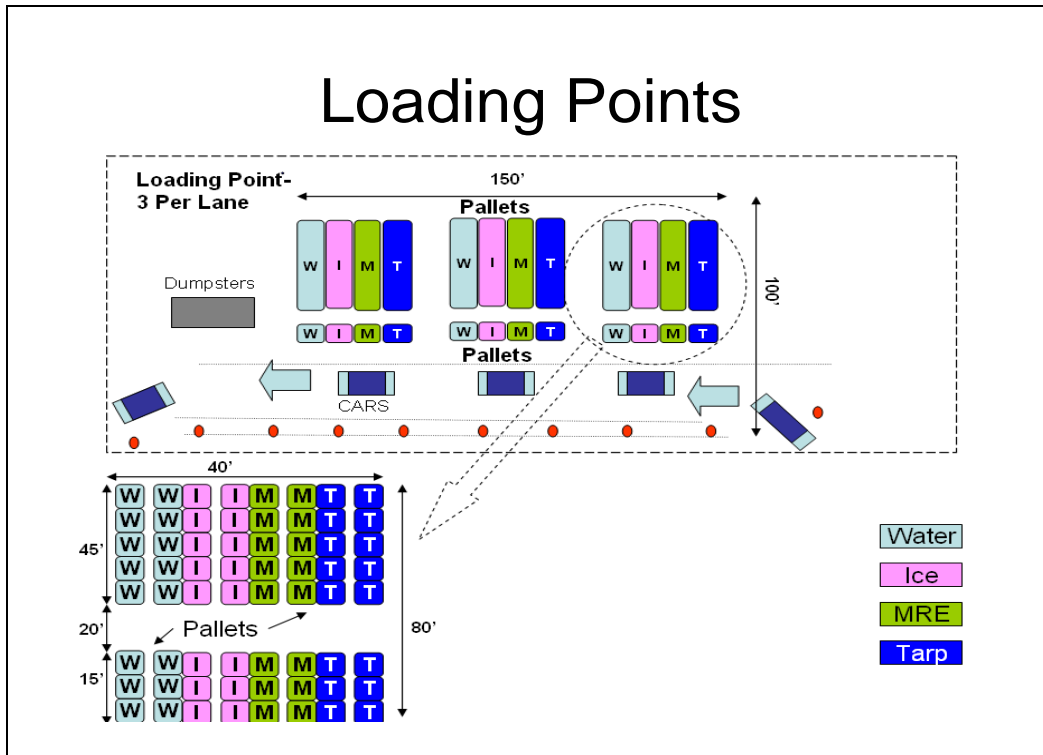 Loading Points
Loading Point-
3 Per Lane
150'
Pallets
W I M T W I M T W I M T
100'
Dumpsters
W I M T W I M T W I M T
Pallets
CARS
40'
W W I I M M T T
W W I I M M T T
W W I I M M T T
W W I I M M T T
W W I I M M T T
45'
20'
Pallets
80'
15'
W W I I M M T T
W W I I M M T T
W W I I M M T T
Water
Ice
MRE
Tarp